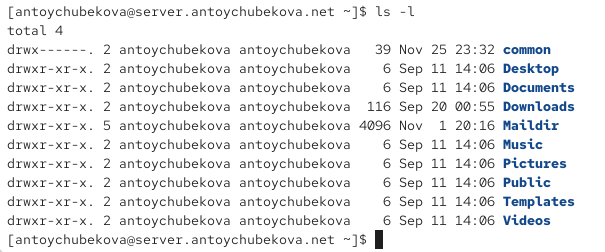 [antoychubekova@server.antoychubekova.net ~]$ ls -l
total 4
drwx------. 2 antoychubekova antoychubekova   39 Nov 25 23:32 common
drwxr-xr-x. 2 antoychubekova antoychubekova    6 Sep 11 14:06 Desktop
drwxr-xr-x. 2 antoychubekova antoychubekova    6 Sep 11 14:06 Documents
drwxr-xr-x. 2 antoychubekova antoychubekova  116 Sep 20 00:55 Downloads
drwxr-xr-x. 5 antoychubekova antoychubekova 4096 Nov  1 20:16 Maildir
drwxr-xr-x. 2 antoychubekova antoychubekova    6 Sep 11 14:06 Music
drwxr-xr-x. 2 antoychubekova antoychubekova    6 Sep 11 14:06 Pictures
drwxr-xr-x. 2 antoychubekova antoychubekova    6 Sep 11 14:06 Public
drwxr-xr-x. 2 antoychubekova antoychubekova    6 Sep 11 14:06 Templates
drwxr-xr-x. 2 antoychubekova antoychubekova    6 Sep 11 14:06 Videos
[antoychubekova@server.antoychubekova.net ~]$